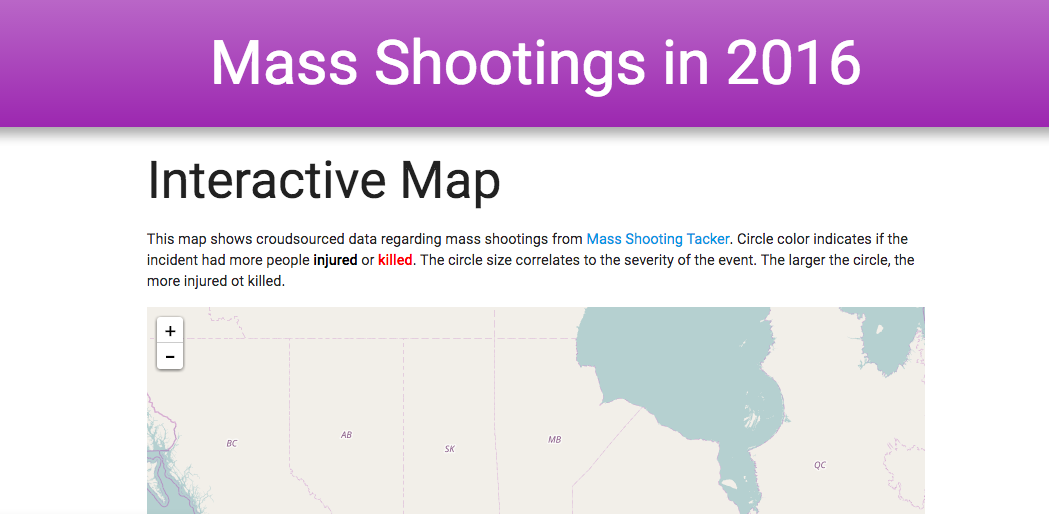 Mass Shootings in 2016
Interactive Map
This map shows croudsourced data regarding mass shootings from Mass Shooting Tacker. Circle color indicates if the
incident had more people injured or killed. The circle size correlates to the severity of the event. The larger the circle, the
more injured ot killed.
+
−
BC
AB
SK
MB
QC